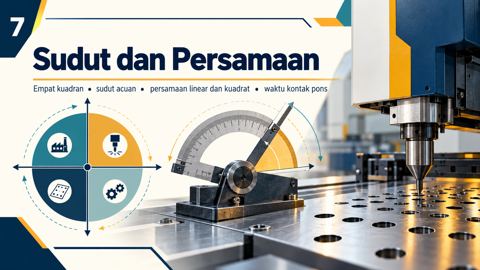 7
Sudut dan Persamaan
Empat kuadran • sudut acuan • persamaan linear dan kuadrat • waktu kontak pons